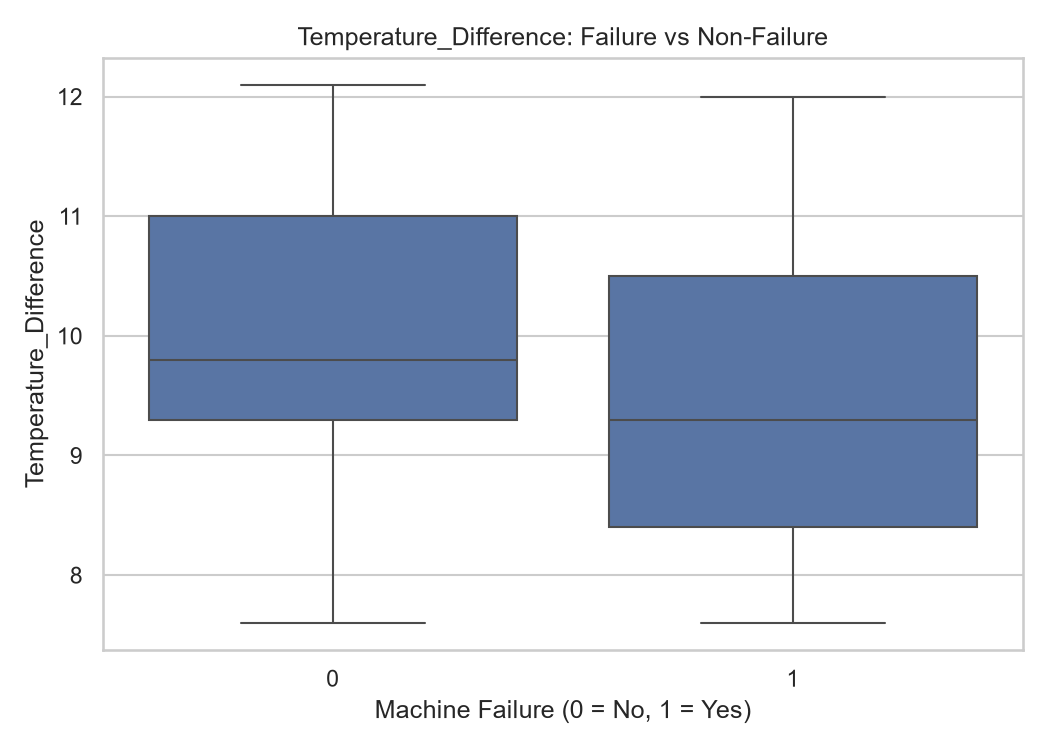 Temperature_Difference: Failure vs Non-Failure
Temperature_Difference
12
11
10
9
8
0
1
Machine Failure (0 = No, 1 = Yes)